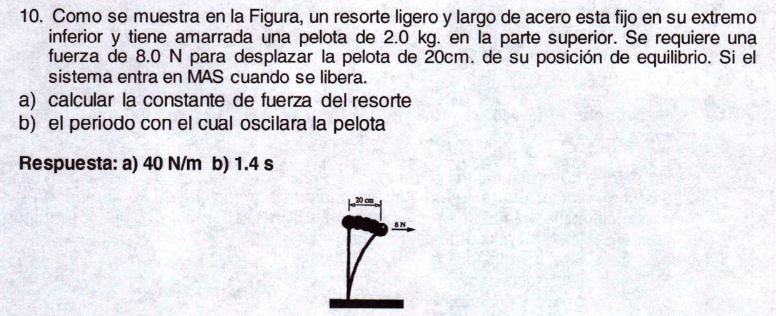 10. Como se muestra en la Figura, un resorte ligero y largo de acero esta fijo en su extremo
inferior y tiene amarrada una pelota de 2.0 kg. en la parte superior. Se requiere una
fuerza de 8.0 N para desplazar la pelota de 20cm. de su posición de equilibrio. Si el
sistema entra en MAS cuando se libera.
a) calcular la constante de fuerza del resorte
b) el periodo con el cual oscilara la pelota
Respuesta: a) 40 N/m b) 1.4 s
20 cm
8 N